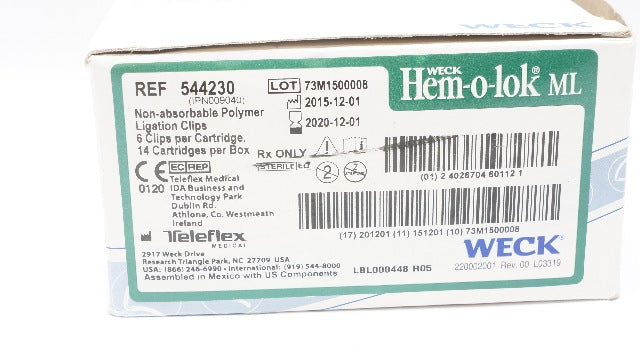 REF 544230
(IPN009040)
Non-absorbable Polymer
Ligation Clips
6 Clips per Cartridge,
14 Cartridges per Box
LOT 73M1500008
2015-12-01
2020-12-01
Rx ONLY
STERILE EO
2
WECK
Hem-o-lok® ML
CE
0120
EC REP
Teleflex Medical
IDA Business and
Technology Park
Dublin Rd.
Athlone, Co. Westmeath
Ireland
Teleflex
MEDICAL
2917 Weck Drive
Research Triangle Park, NC 27709 USA
USA: (866) 246-6990 • International: (919) 544-8000
Assembled in Mexico with US Components
(01) 2 4026704 60112 1
(17) 201201 (11) 151201 (10) 73M1500008
WECK®
LBL000448 H05
220002001 Rev. 00 L03319